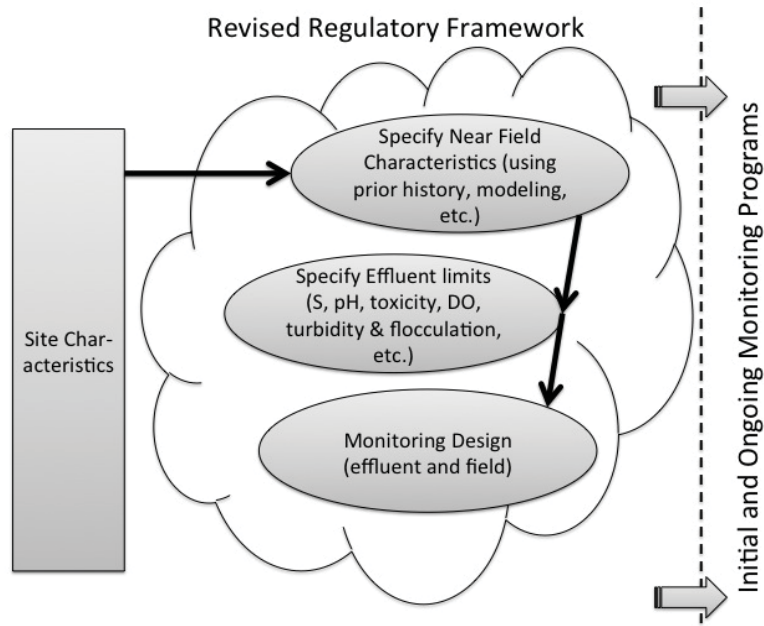 Revised Regulatory Framework
Site Char-
acteristics
Specify Near Field
Characteristics (using
prior history, modeling,
etc.)
Specify Effluent limits
(S, pH, toxicity, DO,
turbidity & flocculation,
etc.)
Monitoring Design
(effluent and field)
Initial and Ongoing Monitoring Programs